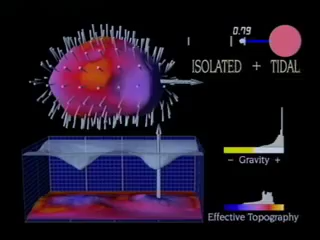 0.79
ISOLATED + TIDAL
- Gravity +
Effective Topography